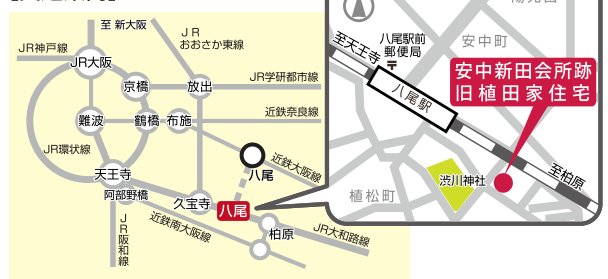 至 新大阪
JR神戸線
JR
おおさか東線
JR大阪
京橋
放出
JR学研都市線
難波
鶴橋
布施
近鉄奈良線
JR環状線
近鉄大阪線
八尾
天王寺
阿部野橋
久宝寺
八尾
JR阪和線
近鉄南大阪線
柏原
JR大和路線
安中町
八尾駅前
郵便局
至天王寺
八尾駅
安中新田会所跡
旧植田家住宅
至柏原
渋川神社
植松町